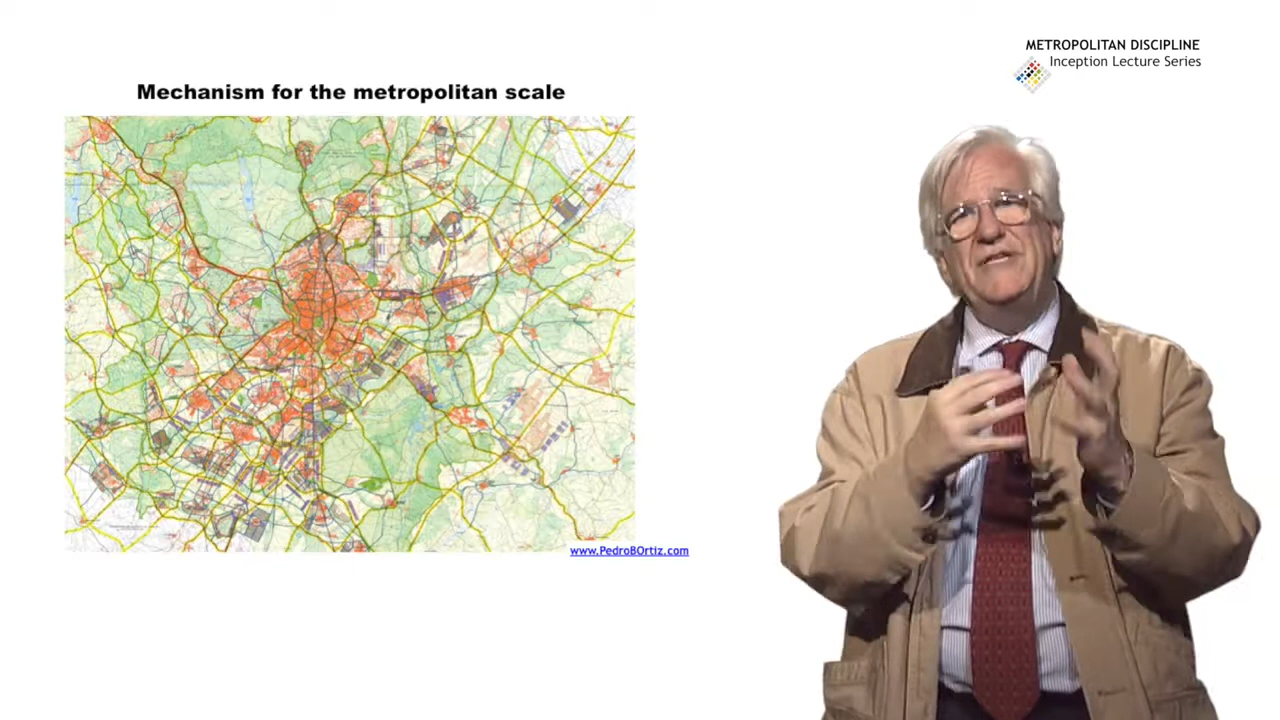 METROPOLITAN DISCIPLINE
Inception Lecture Series
Mechanism for the metropolitan scale
www.PedroBOrtiz.com